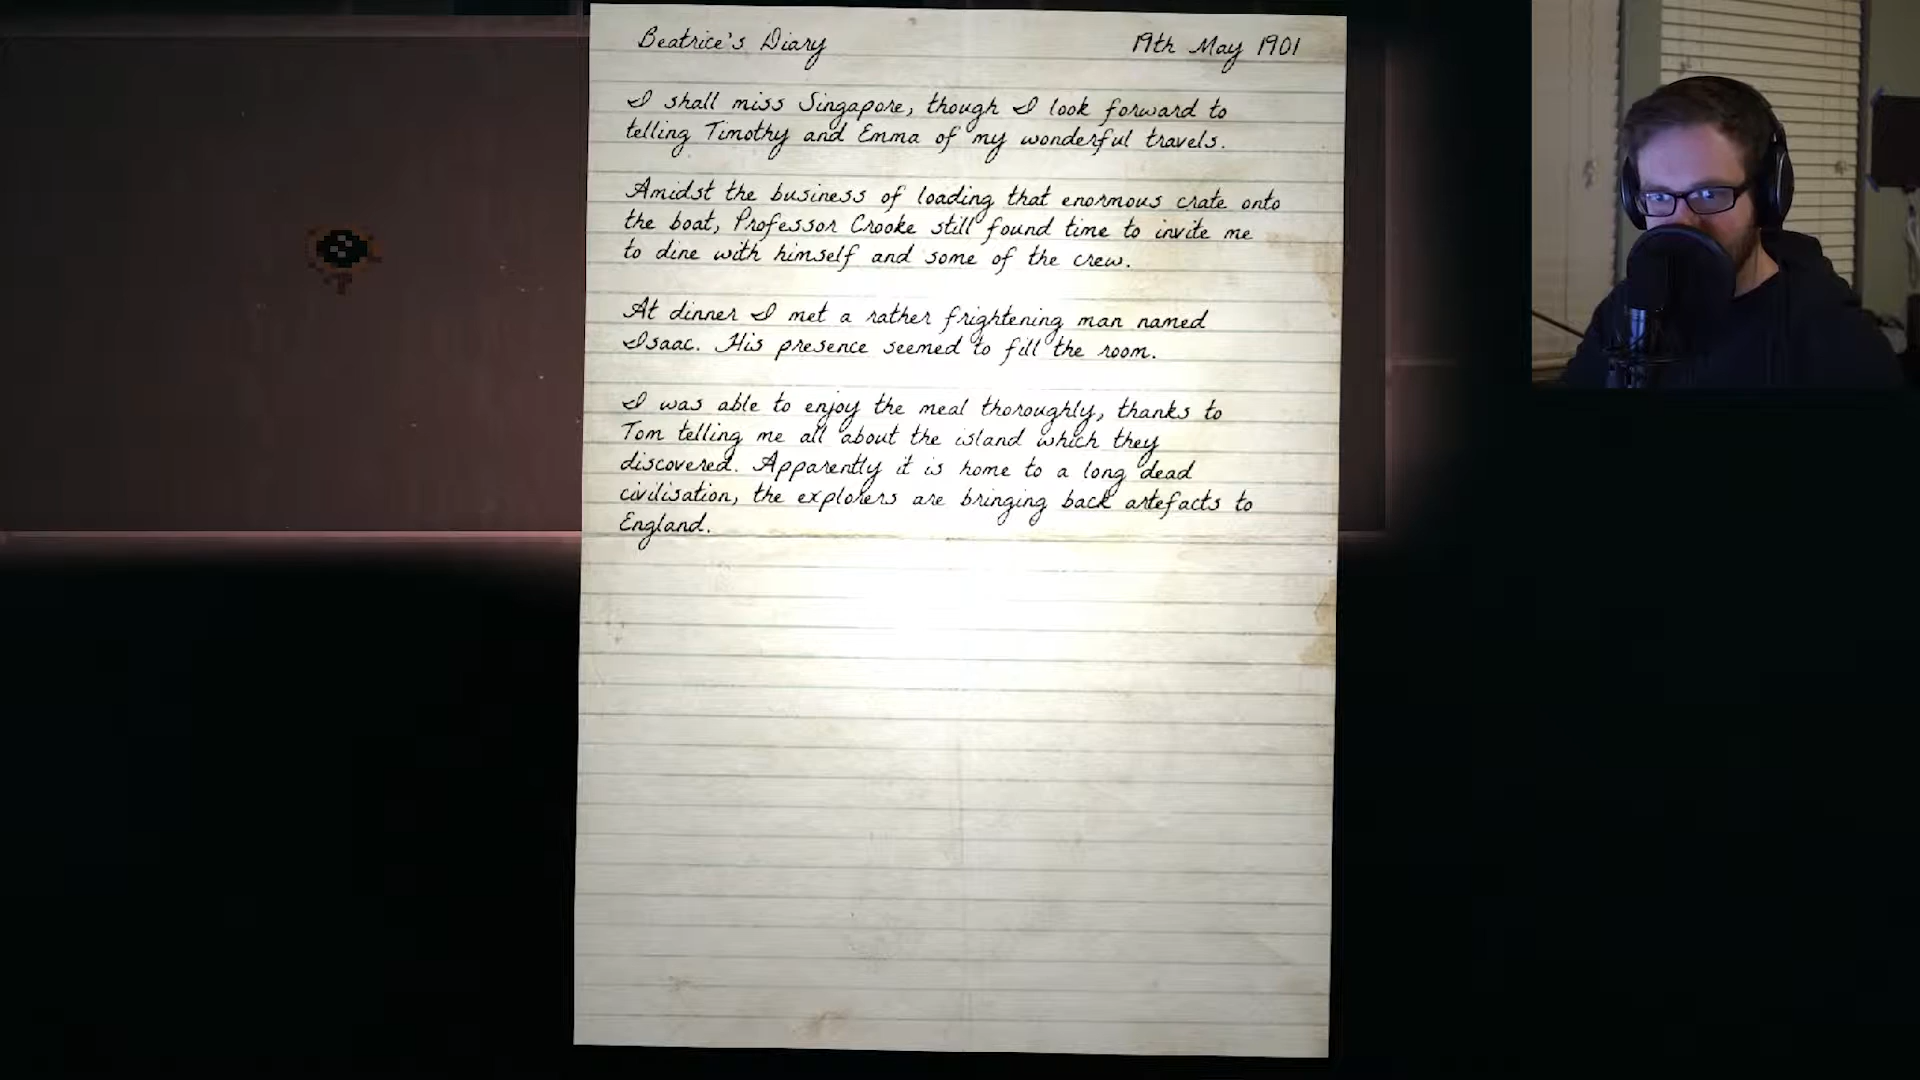 Beatrice's Diary
19th May 1901
I shall miss Singapore, though I look forward to
telling Timothy and Emma of my wonderful travels.
Amidst the business of loading that enormous crate onto
the boat, Professor Crooke still found time to invite me
to dine with himself and some of the crew.
At dinner I met a rather frightening man named
Isaac. His presence seemed to fill the room.
I was able to enjoy the meal thoroughly, thanks to
Tom telling me all about the island which they
discovered. Apparently it is home to a long dead
civilisation, the explorers are bringing back artefacts to
England.